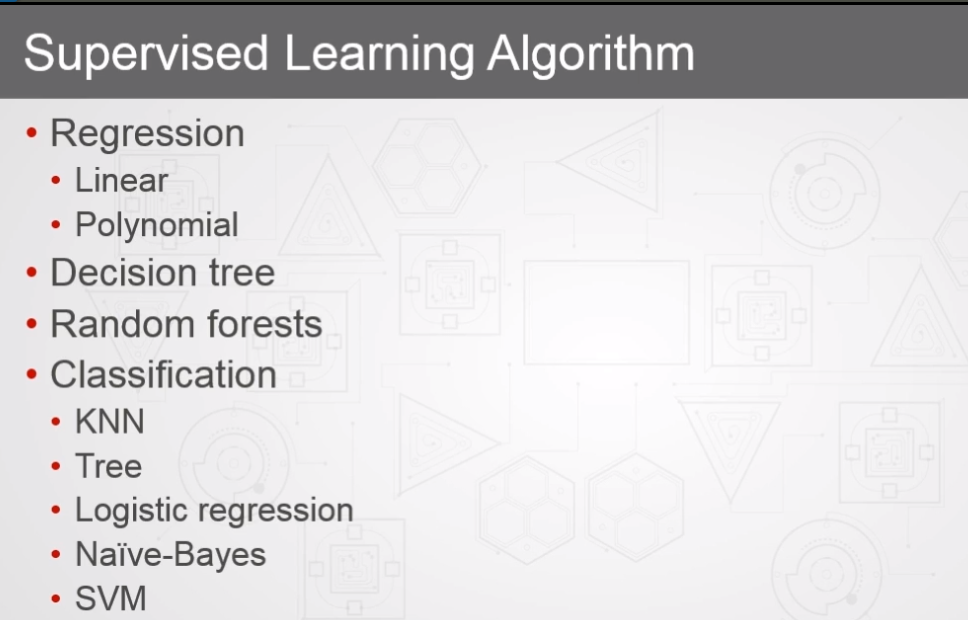 Supervised Learning Algorithm
• Regression
• Linear
• Polynomial
• Decision tree
• Random forests
• Classification
• KNN
• Tree
• Logistic regression
• Naïve-Bayes
• SVM